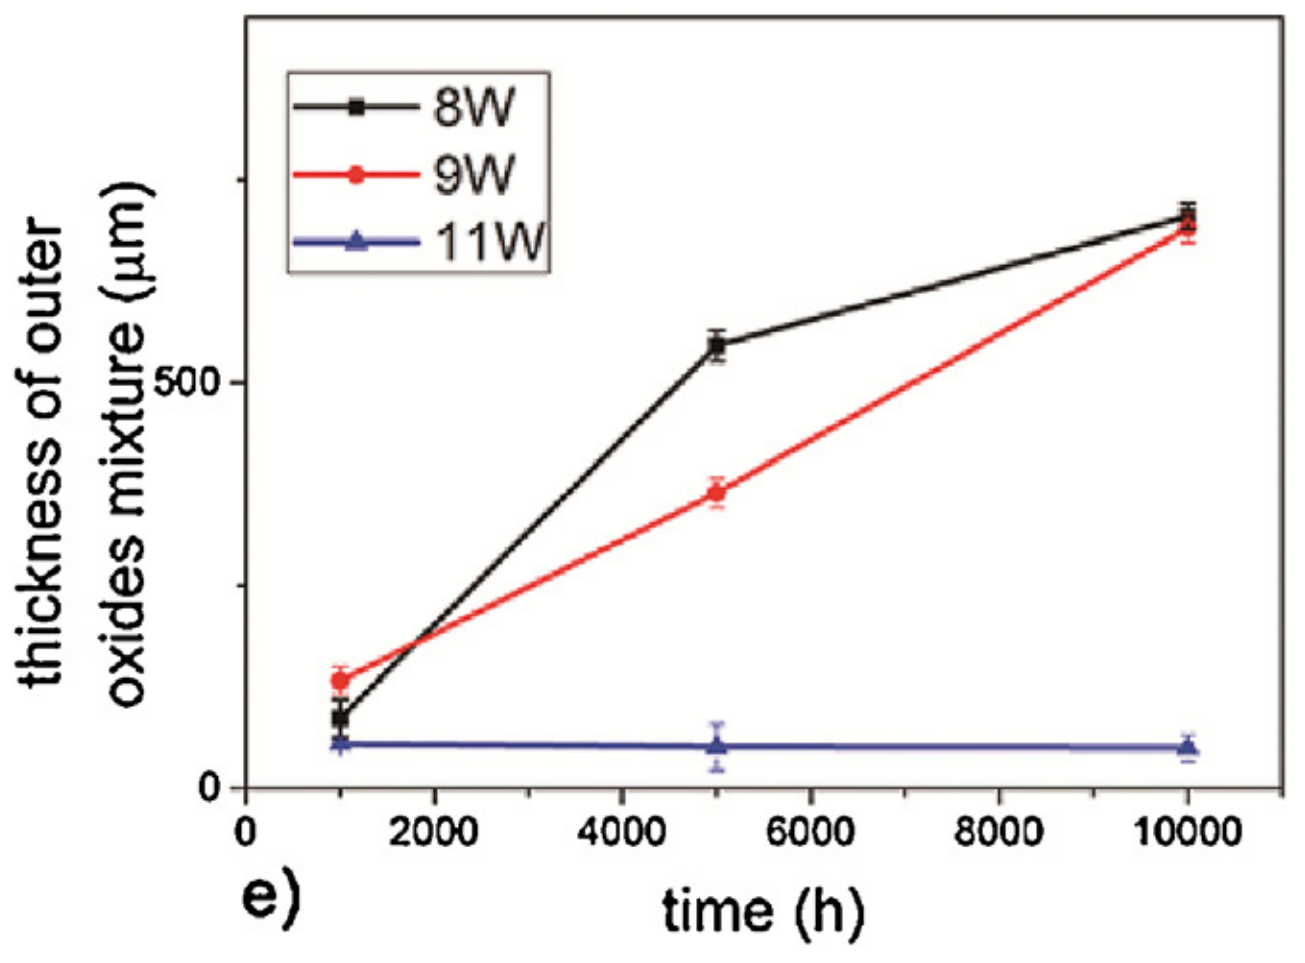 8W
9W
11W
thickness of outer
oxides mixture (μm)
500
0
0 2000 4000 6000 8000 10000
e)
time (h)